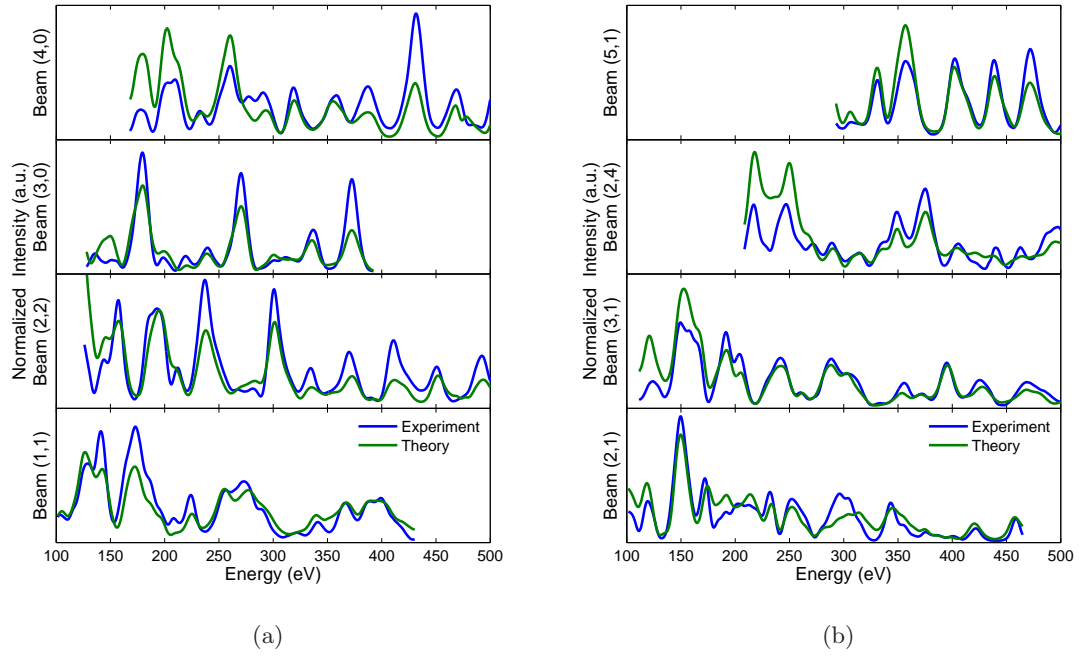 Beam (4,0)
Intensity (a.u.)
Beam (3,0)
Normalized
Beam (2,2)
Beam (1,1)
Experiment
Theory
100 150 200 250 300 350 400 450 500
Energy (eV)
(a)
Beam (5,1)
Intensity (a.u.)
Beam (2,4)
Normalized
Beam (3,1)
Beam (2,1)
Experiment
Theory
100 150 200 250 300 350 400 450 500
Energy (eV)
(b)